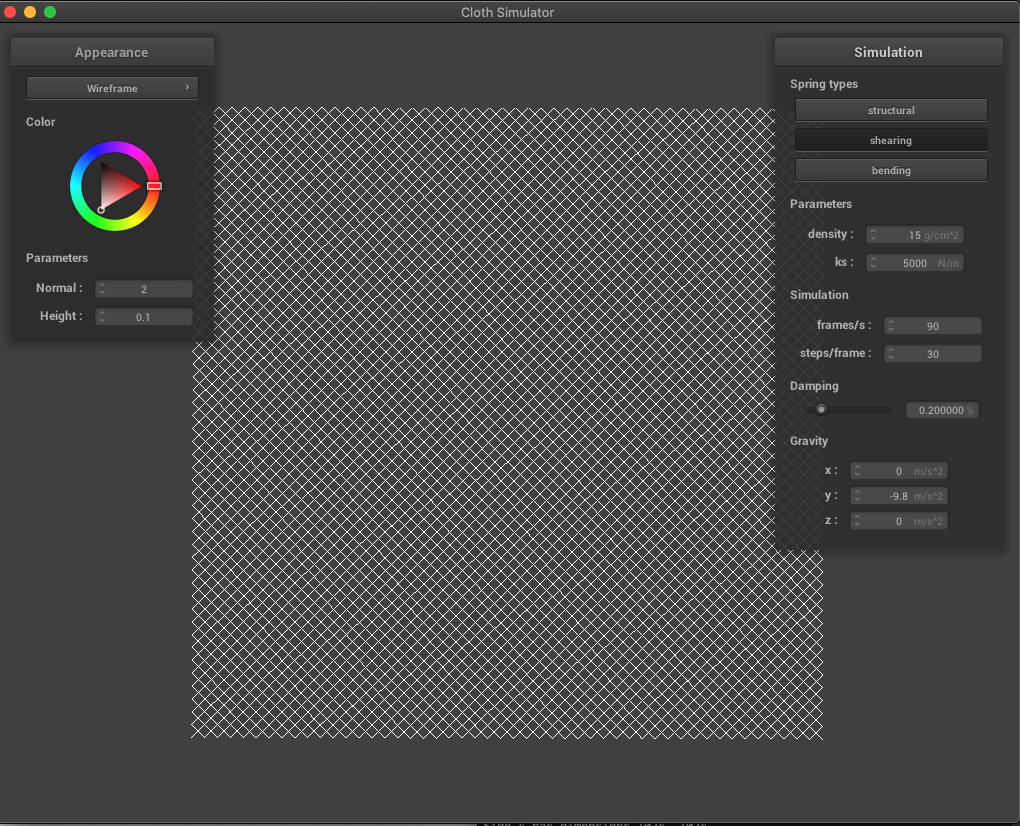 Cloth Simulator
Appearance
Wireframe
Color
Parameters
Normal : 2
Height : 0.1
Simulation
Spring types
structural
shearing
bending
Parameters
density : 15 g/cm^2
ks : 5000 N/m
Simulation
frames/s : 90
steps/frame : 30
Damping
0.200000 %
Gravity
x : 0 m/s^2
y : -9.8 m/s^2
z : 0 m/s^2